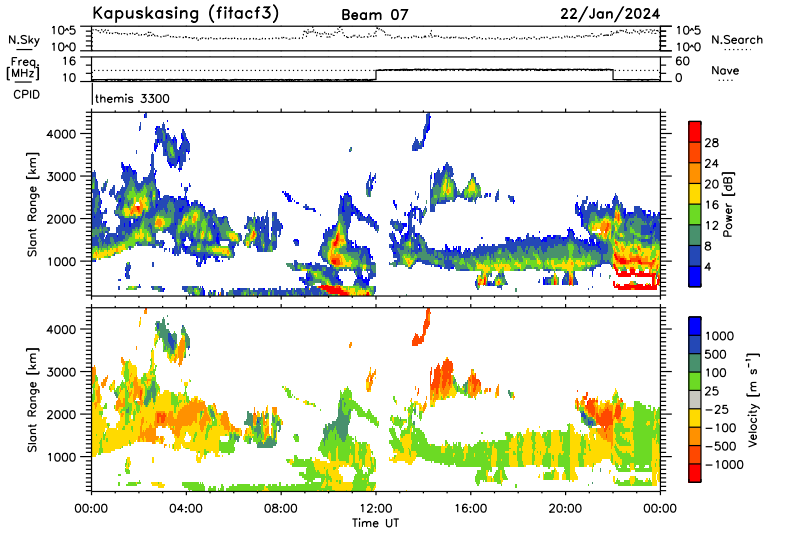 Kapuskasing (fitacf3) Beam 07 22/Jan/2024
N.Sky 10^5 10^0 10^5 10^0 N.Search
Freq. [MHz] 16 10 60 0 Nave
CPID themis 3300
Slant Range [km] 4000 3000 2000 1000
Power [dB] 28 24 20 16 12 8 4
Slant Range [km] 4000 3000 2000 1000
Velocity [m s⁻¹] 1000 500 100 25 −25 −100 −500 −1000
00:00 04:00 08:00 12:00 16:00 20:00 00:00
Time UT